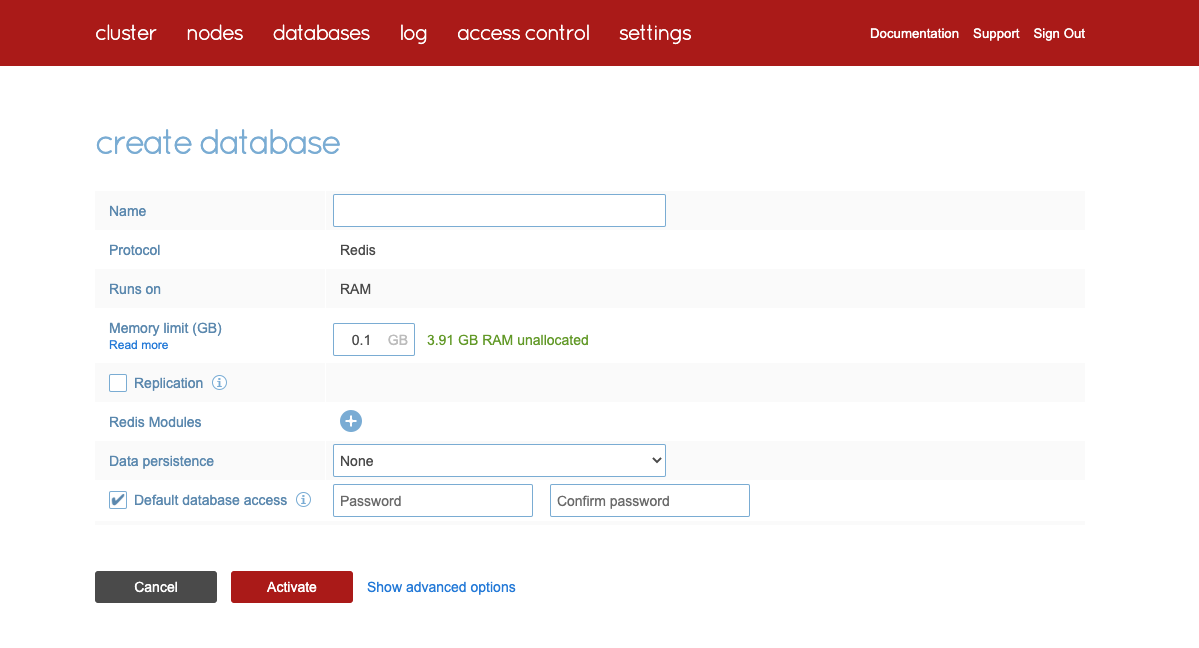 cluster nodes databases log access control settings Documentation Support Sign Out
create database
Name
Protocol Redis
Runs on RAM
Memory limit (GB)
Read more
0.1 GB 3.91 GB RAM unallocated
Replication
Redis Modules
Data persistence None
Default database access Password Confirm password
Cancel Activate Show advanced options